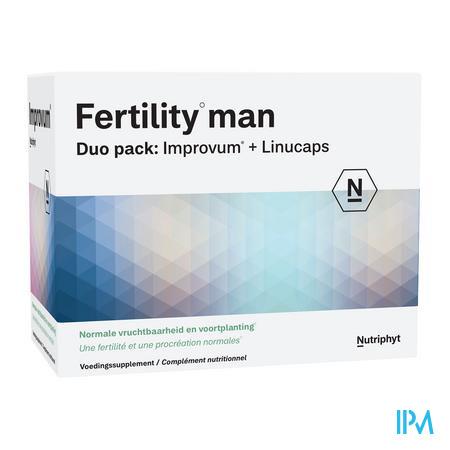 Fertility° man
Duo pack: Improvum® + Linucaps
Improvum®
N
Normale vruchtbaarheid en voortplanting°
Une fertilité et une procréation normales°
Voedingssupplement / Complément nutritionnel
Nutriphyt
IPM